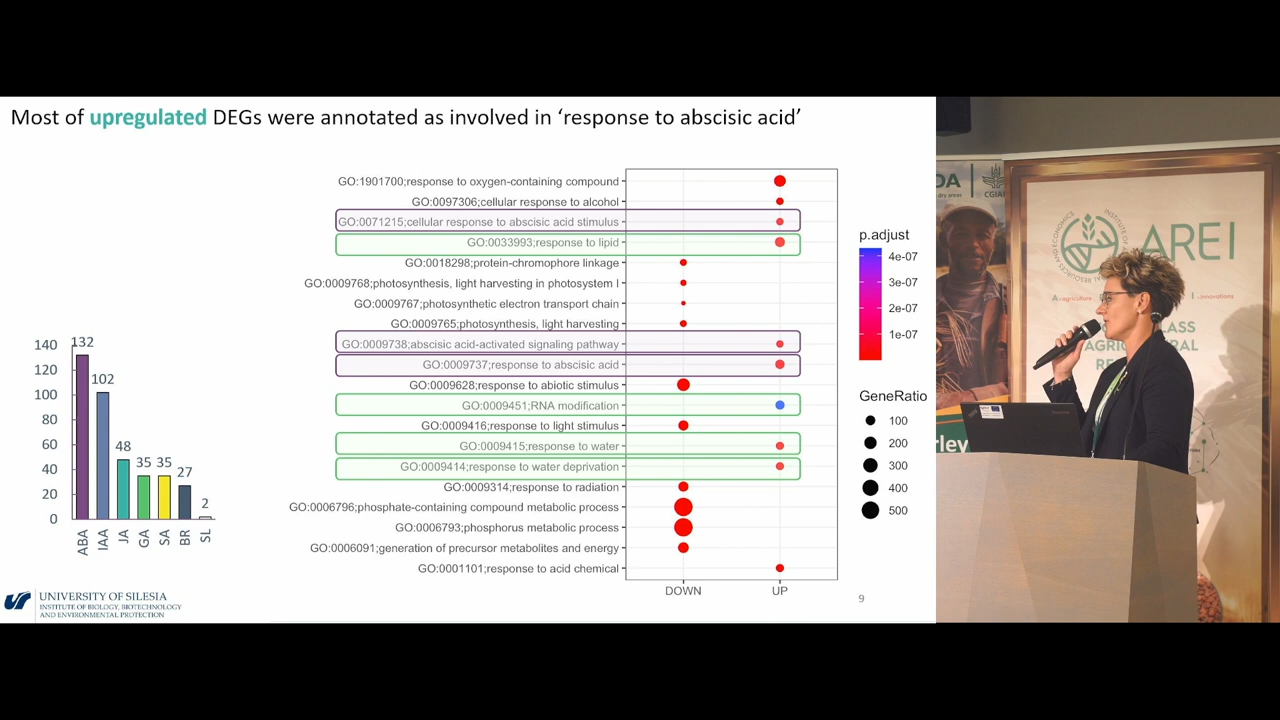 Most of upregulated DEGs were annotated as involved in ‘response to abscisic acid’
GO:1901700;response to oxygen-containing compound
GO:0097306;cellular response to alcohol
GO:0071215;cellular response to abscisic acid stimulus
GO:0033993;response to lipid
GO:0018298;protein-chromophore linkage
GO:0009768;photosynthesis, light harvesting in photosystem I
GO:0009767;photosynthetic electron transport chain
GO:0009765;photosynthesis, light harvesting
GO:0009738;abscisic acid-activated signaling pathway
GO:0009737;response to abscisic acid
GO:0009628;response to abiotic stimulus
GO:0009451;RNA modification
GO:0009416;response to light stimulus
GO:0009415;response to water
GO:0009414;response to water deprivation
GO:0009314;response to radiation
GO:0006796;phosphate-containing compound metabolic process
GO:0006793;phosphorus metabolic process
GO:0006091;generation of precursor metabolites and energy
GO:0001101;response to acid chemical
DOWN UP
p.adjust
4e-07
3e-07
2e-07
1e-07
GeneRatio
100
200
300
400
500
140
120
100
80
60
40
20
0
132
102
48
35
35
27
2
ABA IAA JA GA SA BR SL
UNIVERSITY OF SILESIA
INSTITUTE OF BIOLOGY, BIOTECHNOLOGY
AND ENVIRONMENTAL PROTECTION
9
DA
dry areas
CGIAR
AREI
agriculture
innovations
LASS
rley